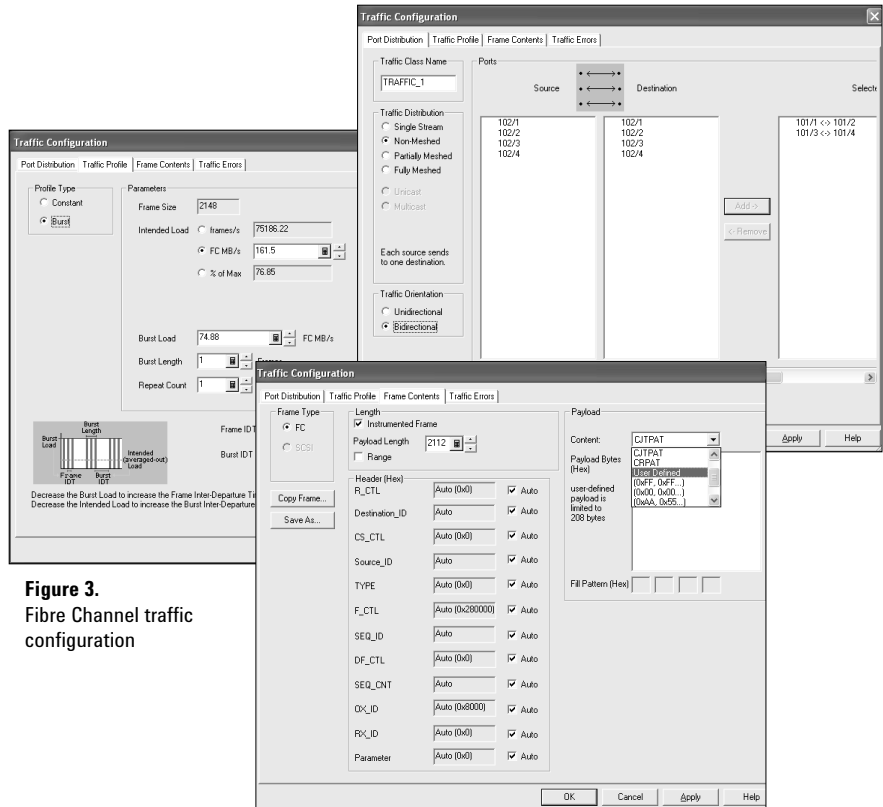 Traffic Configuration
Port Distribution Traffic Profile Frame Contents Traffic Errors
Traffic Class Name
TRAFFIC_1
Traffic Distribution
Single Stream
Non-Meshed
Partially Meshed
Fully Meshed
Unicast
Multicast
Each source sends
to one destination.
Traffic Orientation
Unidirectional
Bidirectional
Ports
Source Destination
102/1 102/1
102/2 102/2
102/3 102/3
102/4 102/4
Add ->
<- Remove
Selecte
101/1 <-> 101/2
101/3 <-> 101/4
Apply Help
Traffic Configuration
Port Distribution Traffic Profile Frame Contents Traffic Errors
Profile Type
Constant
Burst
Parameters
Frame Size 2148
Intended Load frames/s 75186.22
FC MB/s 161.5
% of Max 76.85
Burst Load 74.88 FC MB/s
Burst Length 1 Frames
Repeat Count 1
Burst
Length
Burst
Load
Intended
(averaged-out)
Load
Frame
IDT
Burst
IDT
Frame IDT
Burst IDT
Decrease the Burst Load to increase the Frame Inter-Departure Ti
Decrease the Intended Load to increase the Burst Inter-Departure
Traffic Configuration
Port Distribution Traffic Profile Frame Contents Traffic Errors
Frame Type
FC
SCSI
Copy Frame...
Save As...
Length
Instrumented Frame
Payload Length 2112
Range
Header (Hex)
R_CTL Auto (0x0) Auto
Destination_ID Auto Auto
CS_CTL Auto (0x0) Auto
Source_ID Auto Auto
TYPE Auto (0x0) Auto
F_CTL Auto (0x280000) Auto
SEQ_ID Auto Auto
DF_CTL Auto (0x0) Auto
SEQ_CNT Auto Auto
OX_ID Auto (0x8000) Auto
RX_ID Auto (0x0) Auto
Parameter Auto (0x0) Auto
Payload
Content: CJTPAT
CJTPAT
CRPAT
User Defined
(0xFF, 0xFF...)
(0x00, 0x00...)
(0xAA, 0x55...)
Payload Bytes
(Hex)
user-defined
payload is
limited to
208 bytes
Fill Pattern (Hex)
OK Cancel Apply Help
Figure 3.
Fibre Channel traffic
configuration